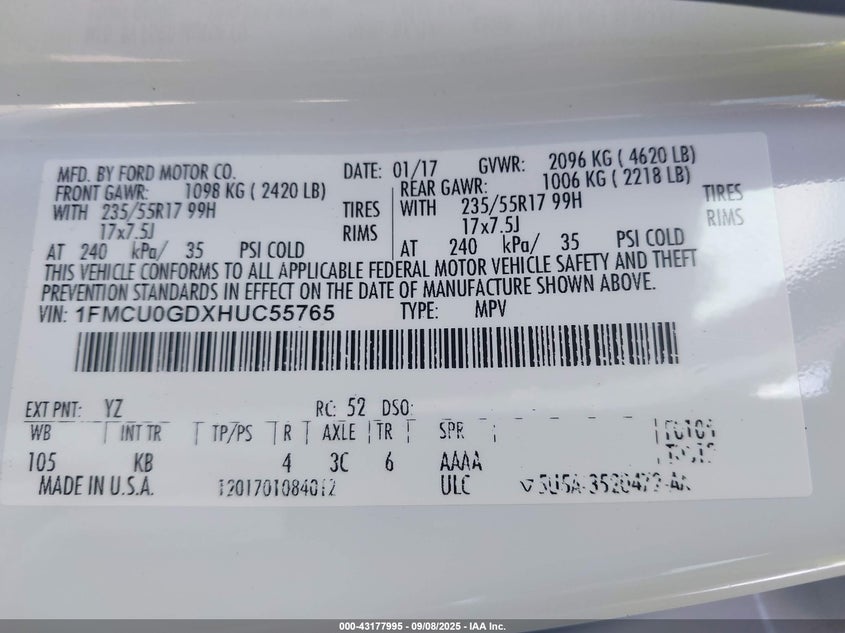 MFD. BY FORD MOTOR CO. DATE: 01/17 GVWR: 2096 KG ( 4620 LB)
FRONT GAWR: 1098 KG ( 2420 LB) REAR GAWR: 1006 KG ( 2218 LB)
WITH 235/55R17 99H TIRES WITH 235/55R17 99H TIRES
17x7.5J RIMS 17x7.5J RIMS
AT 240 kPa/ 35 PSI COLD AT 240 kPa/ 35 PSI COLD
THIS VEHICLE CONFORMS TO ALL APPLICABLE FEDERAL MOTOR VEHICLE SAFETY AND THEFT
PREVENTION STANDARDS IN EFFECT ON THE DATE OF MANUFACTURE SHOWN ABOVE.
VIN: 1FMCU0GDXHUC55765 TYPE: MPV
EXT PNT: YZ RC: 52 DSO:
WB INT TR TP/PS R AXLE TR SPR
105 KB 4 3C 6 AAAA
MADE IN U.S.A. 1201701084012 ULC
000-43177995 - 09/08/2025 - IAA Inc.